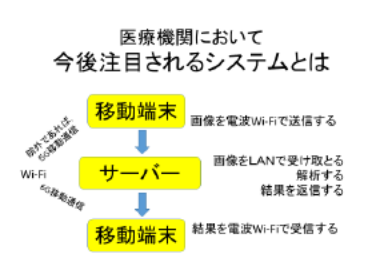 医療機関において
今後注目されるシステムとは
移動端末
画像を電波Wi-Fiで送信する
院外であれば、
5G移動通信
Wi-Fi
サーバー
画像をLANで受け取とる
解析する
結果を返信する
5G移動通信
移動端末
結果を電波Wi-Fiで受信する